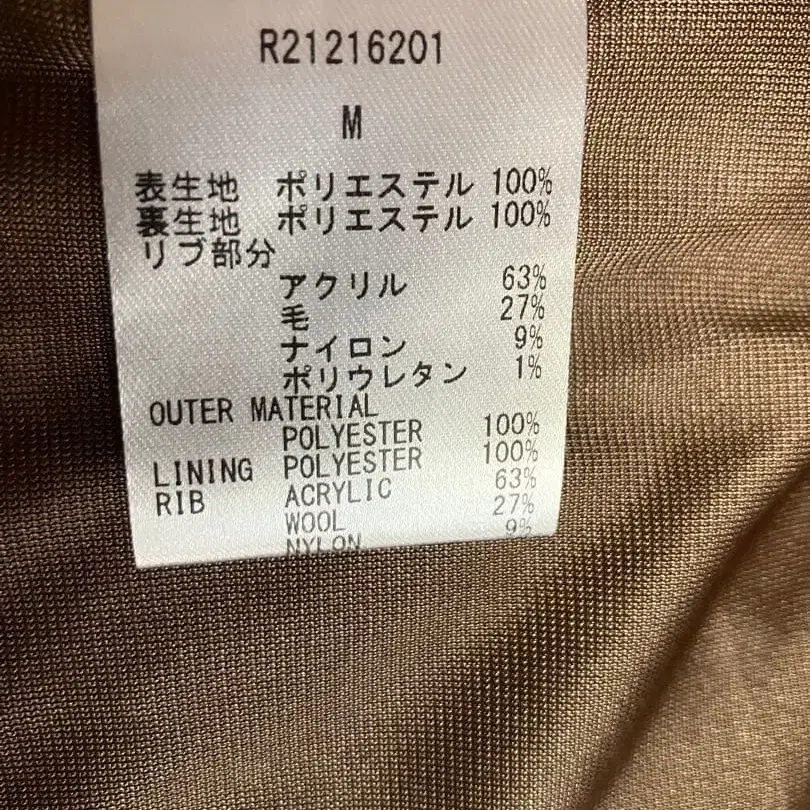 R21216201
M
表生地 ポリエステル 100%
裏生地 ポリエステル 100%
リブ部分
アクリル 63%
毛 27%
ナイロン 9%
ポリウレタン 1%
OUTER MATERIAL
POLYESTER 100%
LINING POLYESTER 100%
RIB ACRYLIC 63%
WOOL 27%
NYLON 9%